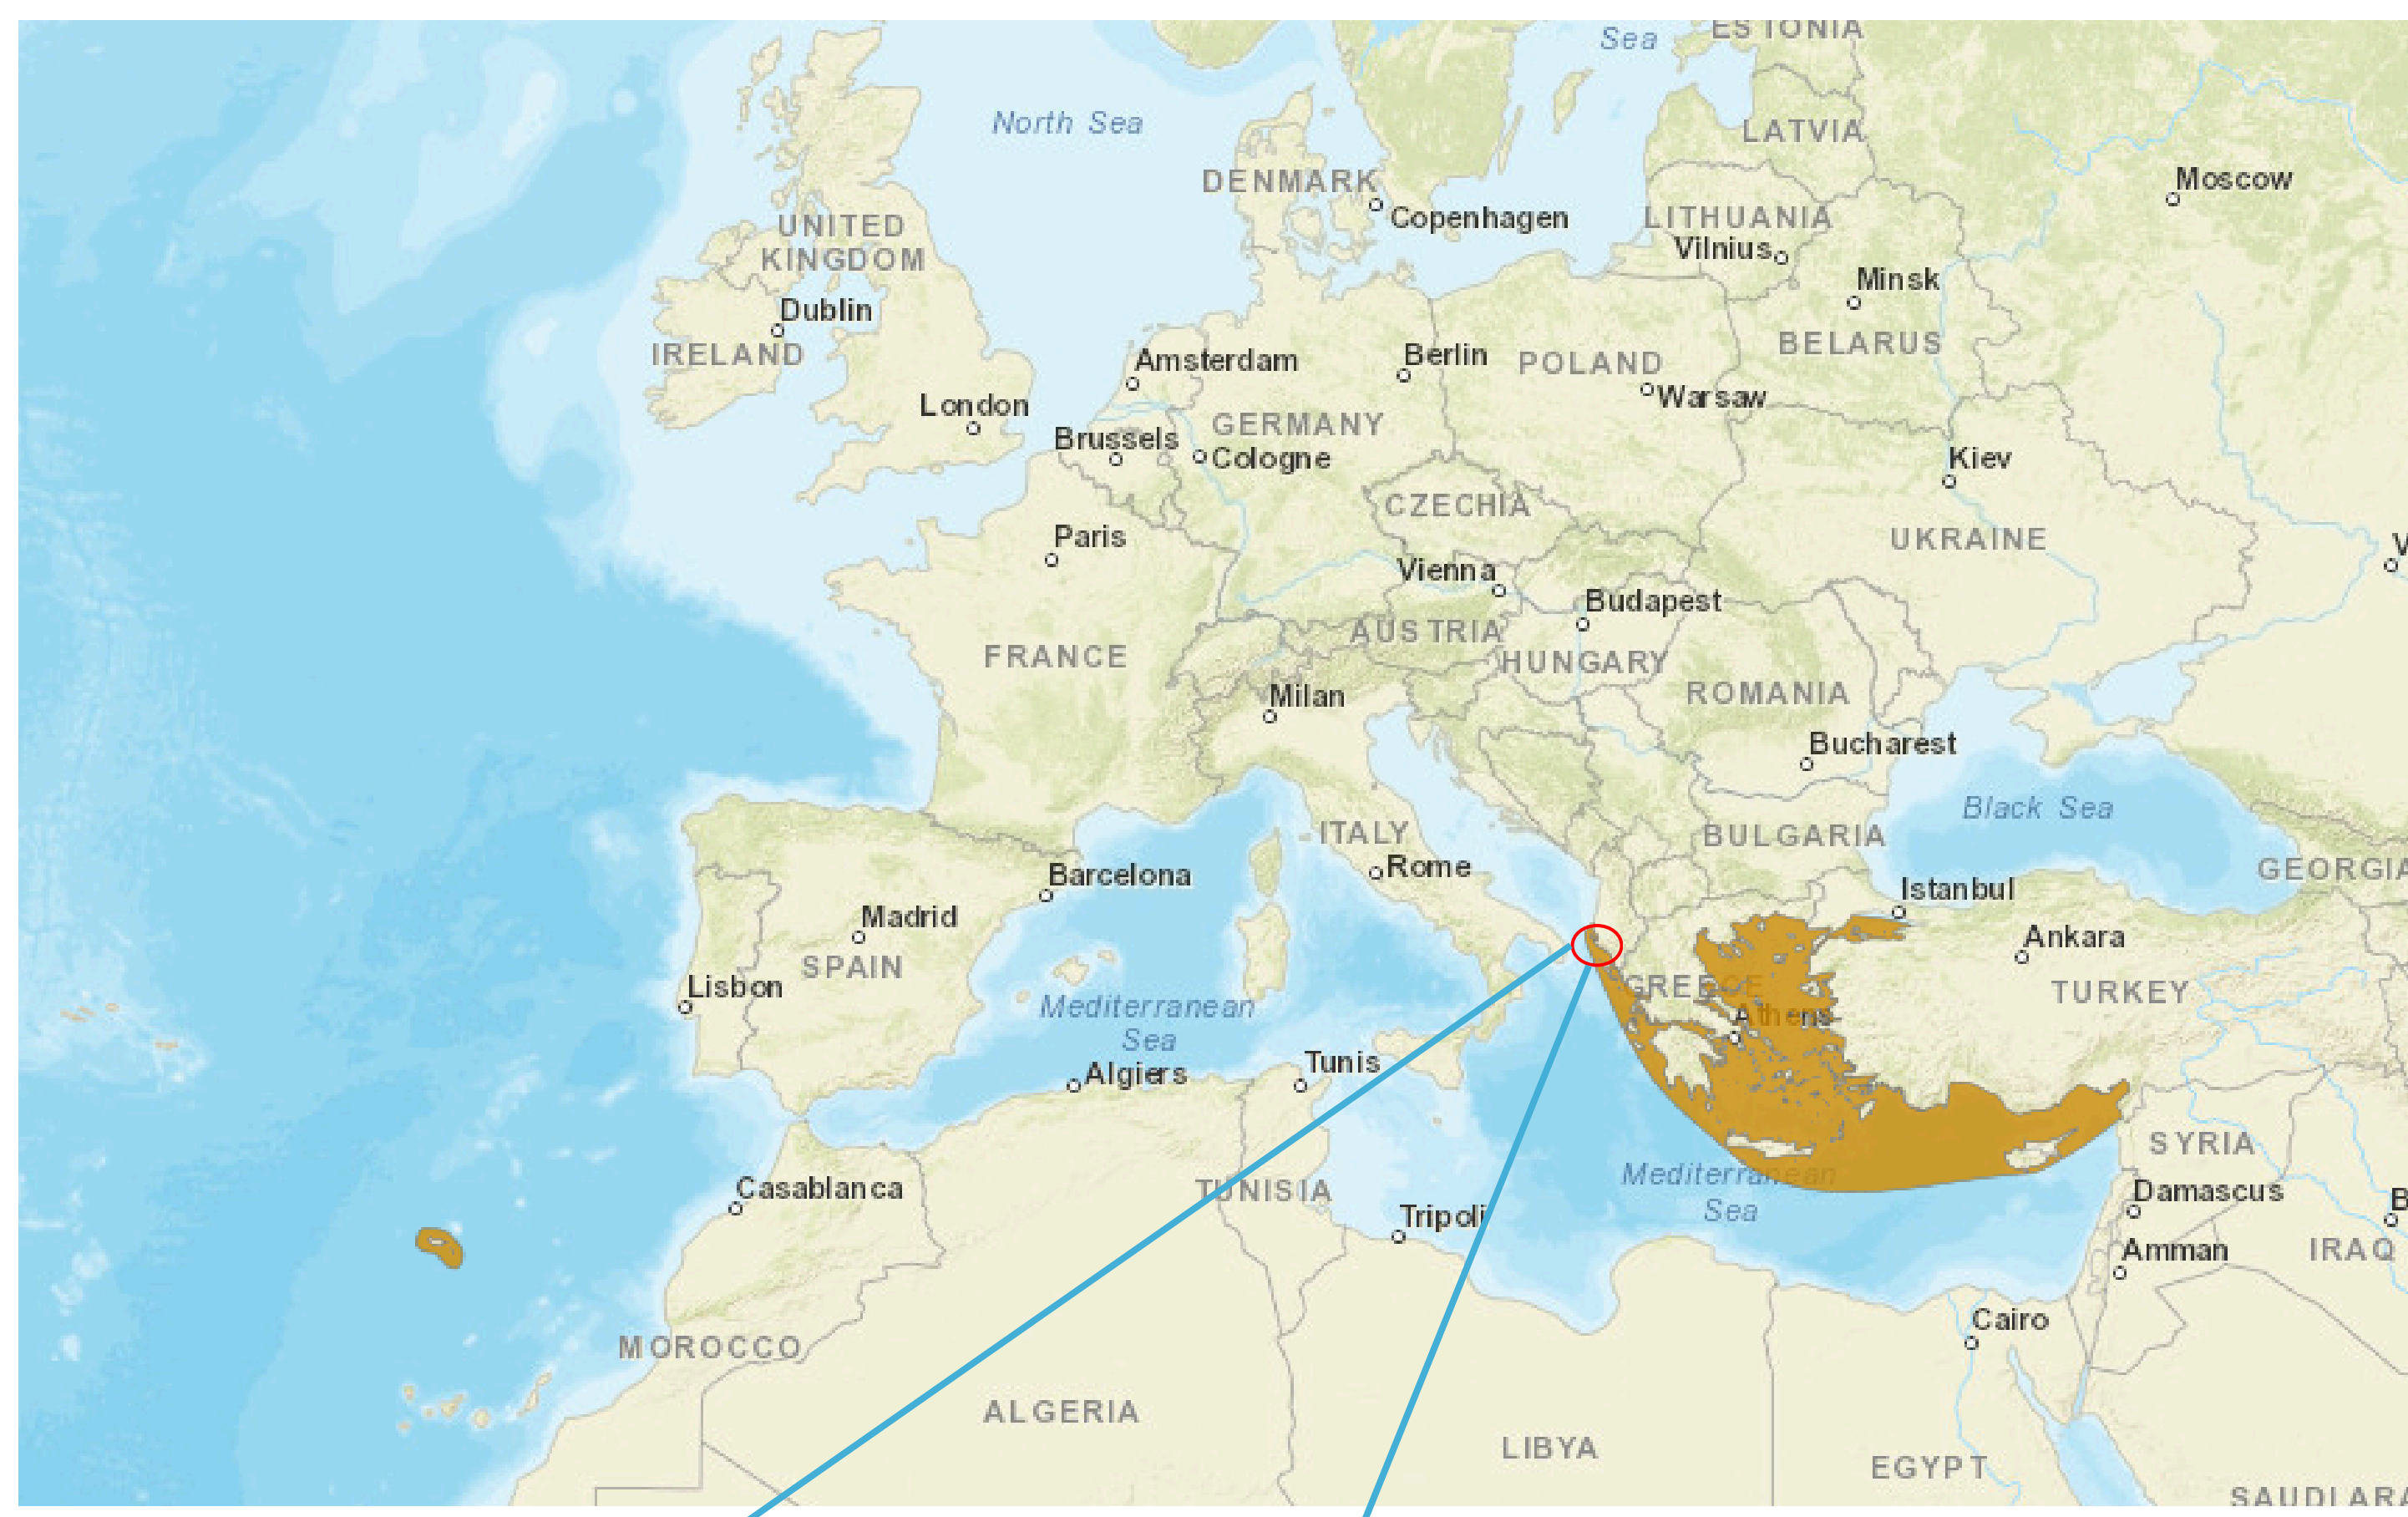 Sea
ESTONIA
LATVIA
North Sea
DENMARK
Copenhagen
LITHUANIA
Vilnius
Moscow
UNITED
KINGDOM
Minsk
Dublin
IRELAND
BELARUS
Amsterdam
Berlin
POLAND
Warsaw
London
GERMANY
Brussels
Cologne
Kiev
CZECHIA
Paris
UKRAINE
V
Vienna
Budapest
AUSTRIA
FRANCE
HUNGARY
Milan
ROMANIA
Bucharest
Black Sea
ITALY
BULGARIA
Rome
GEORGIA
Barcelona
Istanbul
Madrid
Ankara
SPAIN
Lisbon
GREECE
TURKEY
Mediterranean
Sea
Athens
Tunis
Algiers
SYRIA
Casablanca
TUNISIA
Mediterranean
Sea
Damascus
B
Tripoli
Amman
IRAQ
Cairo
MOROCCO
ALGERIA
LIBYA
EGYPT
SAUDI ARA